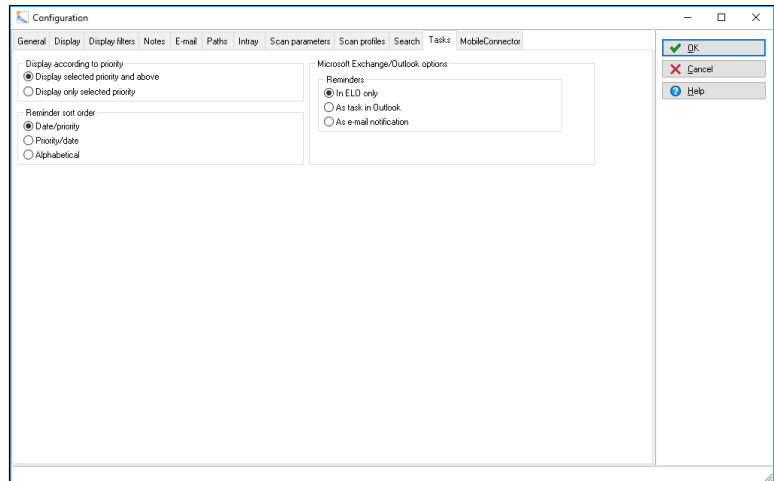 Configuration
General Display Display filters Notes E-mail Paths Intray Scan parameters Scan profiles Search Tasks MobileConnector
Display according to priority
Display selected priority and above
Display only selected priority
Reminder sort order
Date/priority
Priority/date
Alphabetical
Microsoft Exchange/Outlook options
Reminders
In ELO only
As task in Outlook
As e-mail notification
OK
Cancel
Help